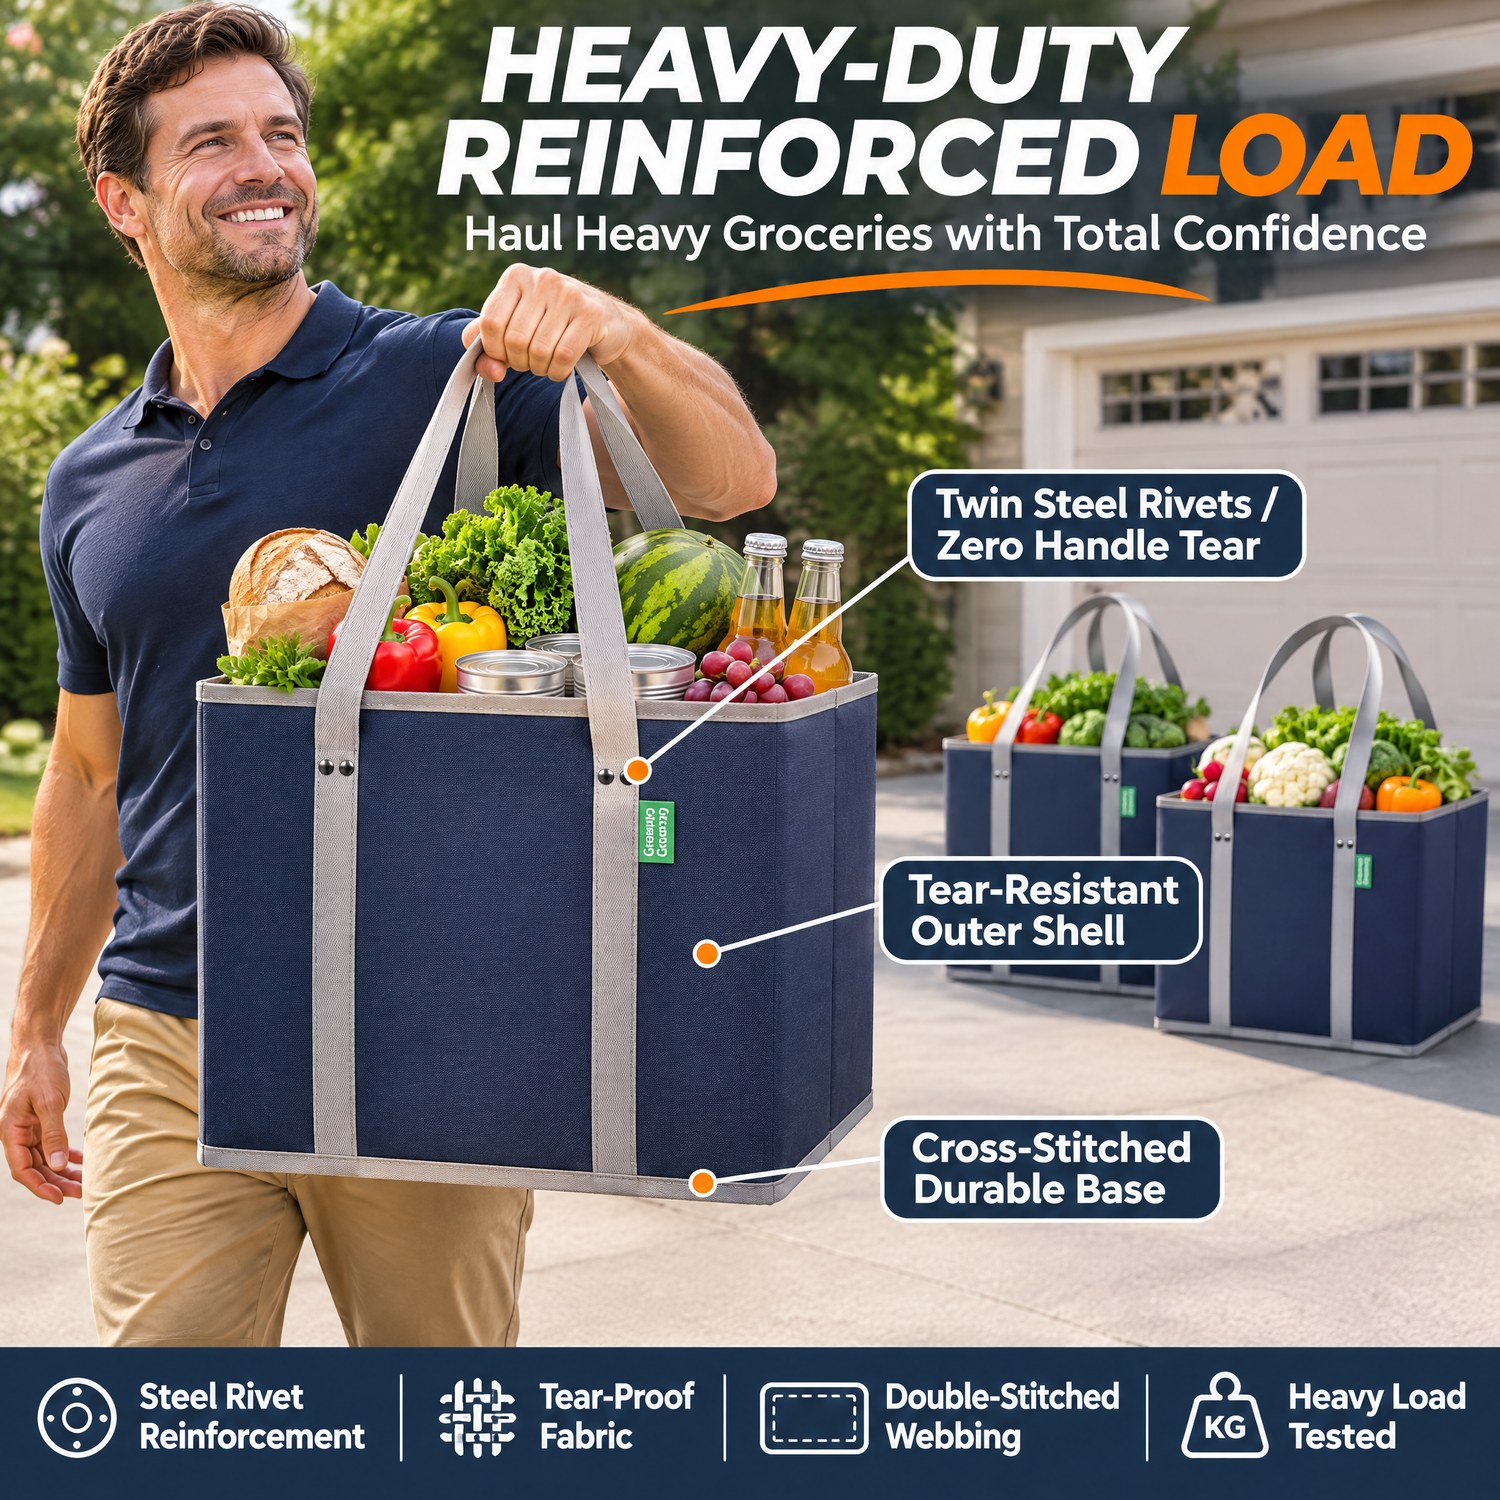 HEAVY-DUTY
REINFORCED LOAD
Haul Heavy Groceries with Total Confidence
Twin Steel Rivets /
Zero Handle Tear
Tear-Resistant
Outer Shell
Cross-Stitched
Durable Base
Steel Rivet
Reinforcement
Tear-Proof
Fabric
Double-Stitched
Webbing
KG
Heavy Load
Tested